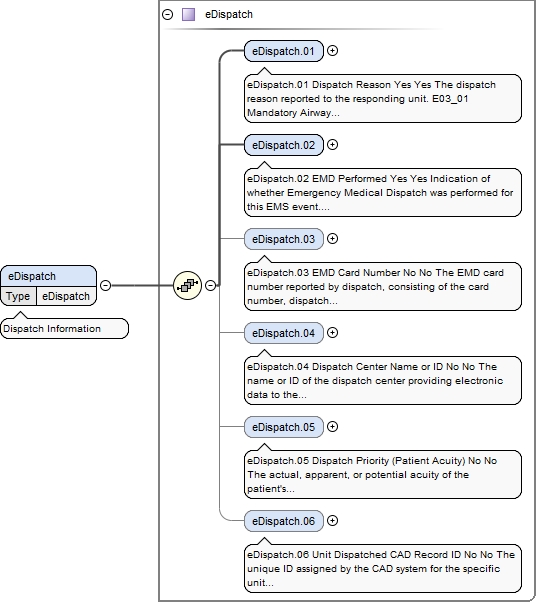 eDispatch
eDispatch.01
eDispatch.01 Dispatch Reason Yes Yes The dispatch
reason reported to the responding unit. E03_01
Mandatory Airway...
eDispatch.02
eDispatch.02 EMD Performed Yes Yes Indication of
whether Emergency Medical Dispatch was performed for
this EMS event....
eDispatch.03
eDispatch.03 EMD Card Number No No The EMD card
number reported by dispatch, consisting of the card
number, dispatch...
eDispatch
Type eDispatch
Dispatch Information
eDispatch.04
eDispatch.04 Dispatch Center Name or ID No No The
name or ID of the dispatch center providing electronic
data to the...
eDispatch.05
eDispatch.05 Dispatch Priority (Patient Acuity) No No
The actual, apparent, or potential acuity of the
patient's...
eDispatch.06
eDispatch.06 Unit Dispatched CAD Record ID No No The
unique ID assigned by the CAD system for the specific
unit...